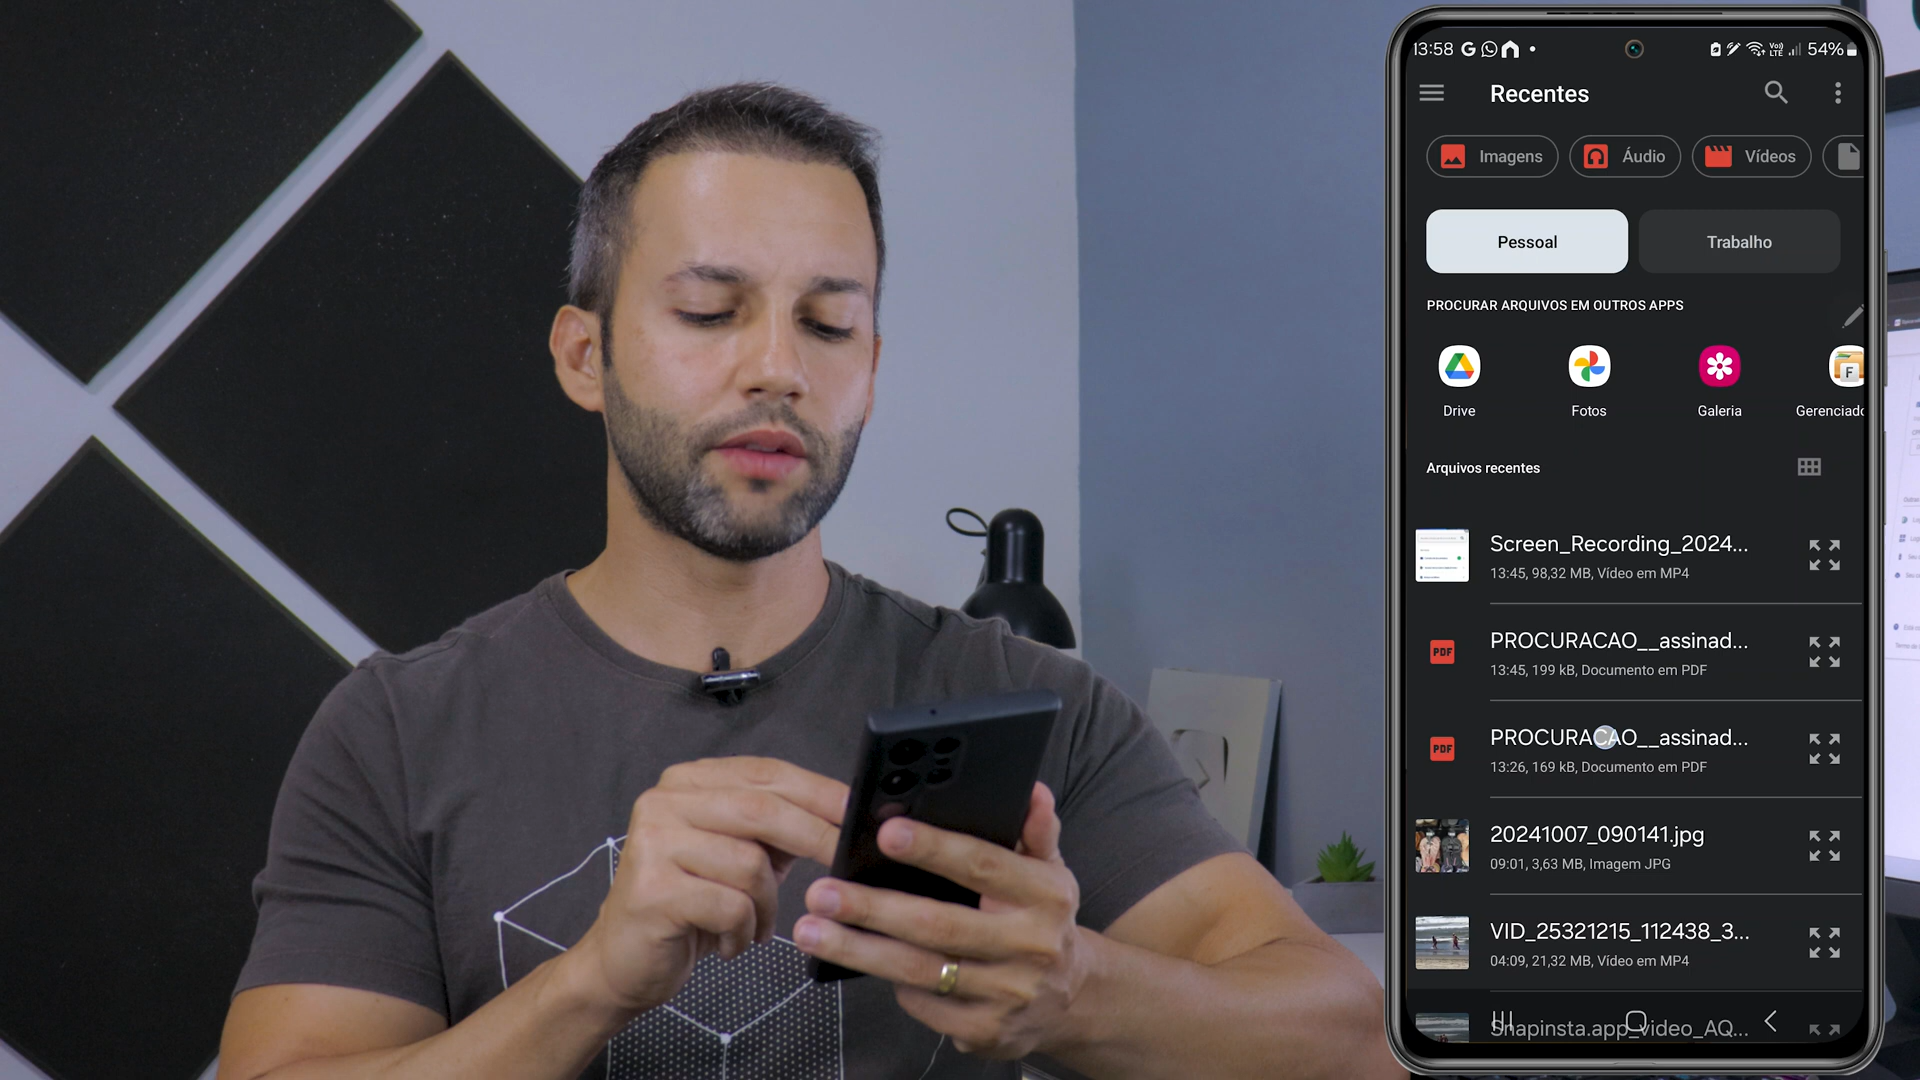 13:58
54%
Recentes
Imagens
Áudio
Vídeos
Pessoal
Trabalho
PROCURAR ARQUIVOS EM OUTROS APPS
Drive
Fotos
Galeria
Gerenciado
Arquivos recentes
Screen_Recording_2024...
13:45, 98,32 MB, Vídeo em MP4
PDF
PROCURACAO__assinad...
13:45, 199 kB, Documento em PDF
PDF
PROCURACAO__assinad...
13:26, 169 kB, Documento em PDF
20241007_090141.jpg
09:01, 3,63 MB, Imagem JPG
VID_25321215_112438_3...
04:09, 21,32 MB, Vídeo em MP4
Snapinsta.app_video_AQ...